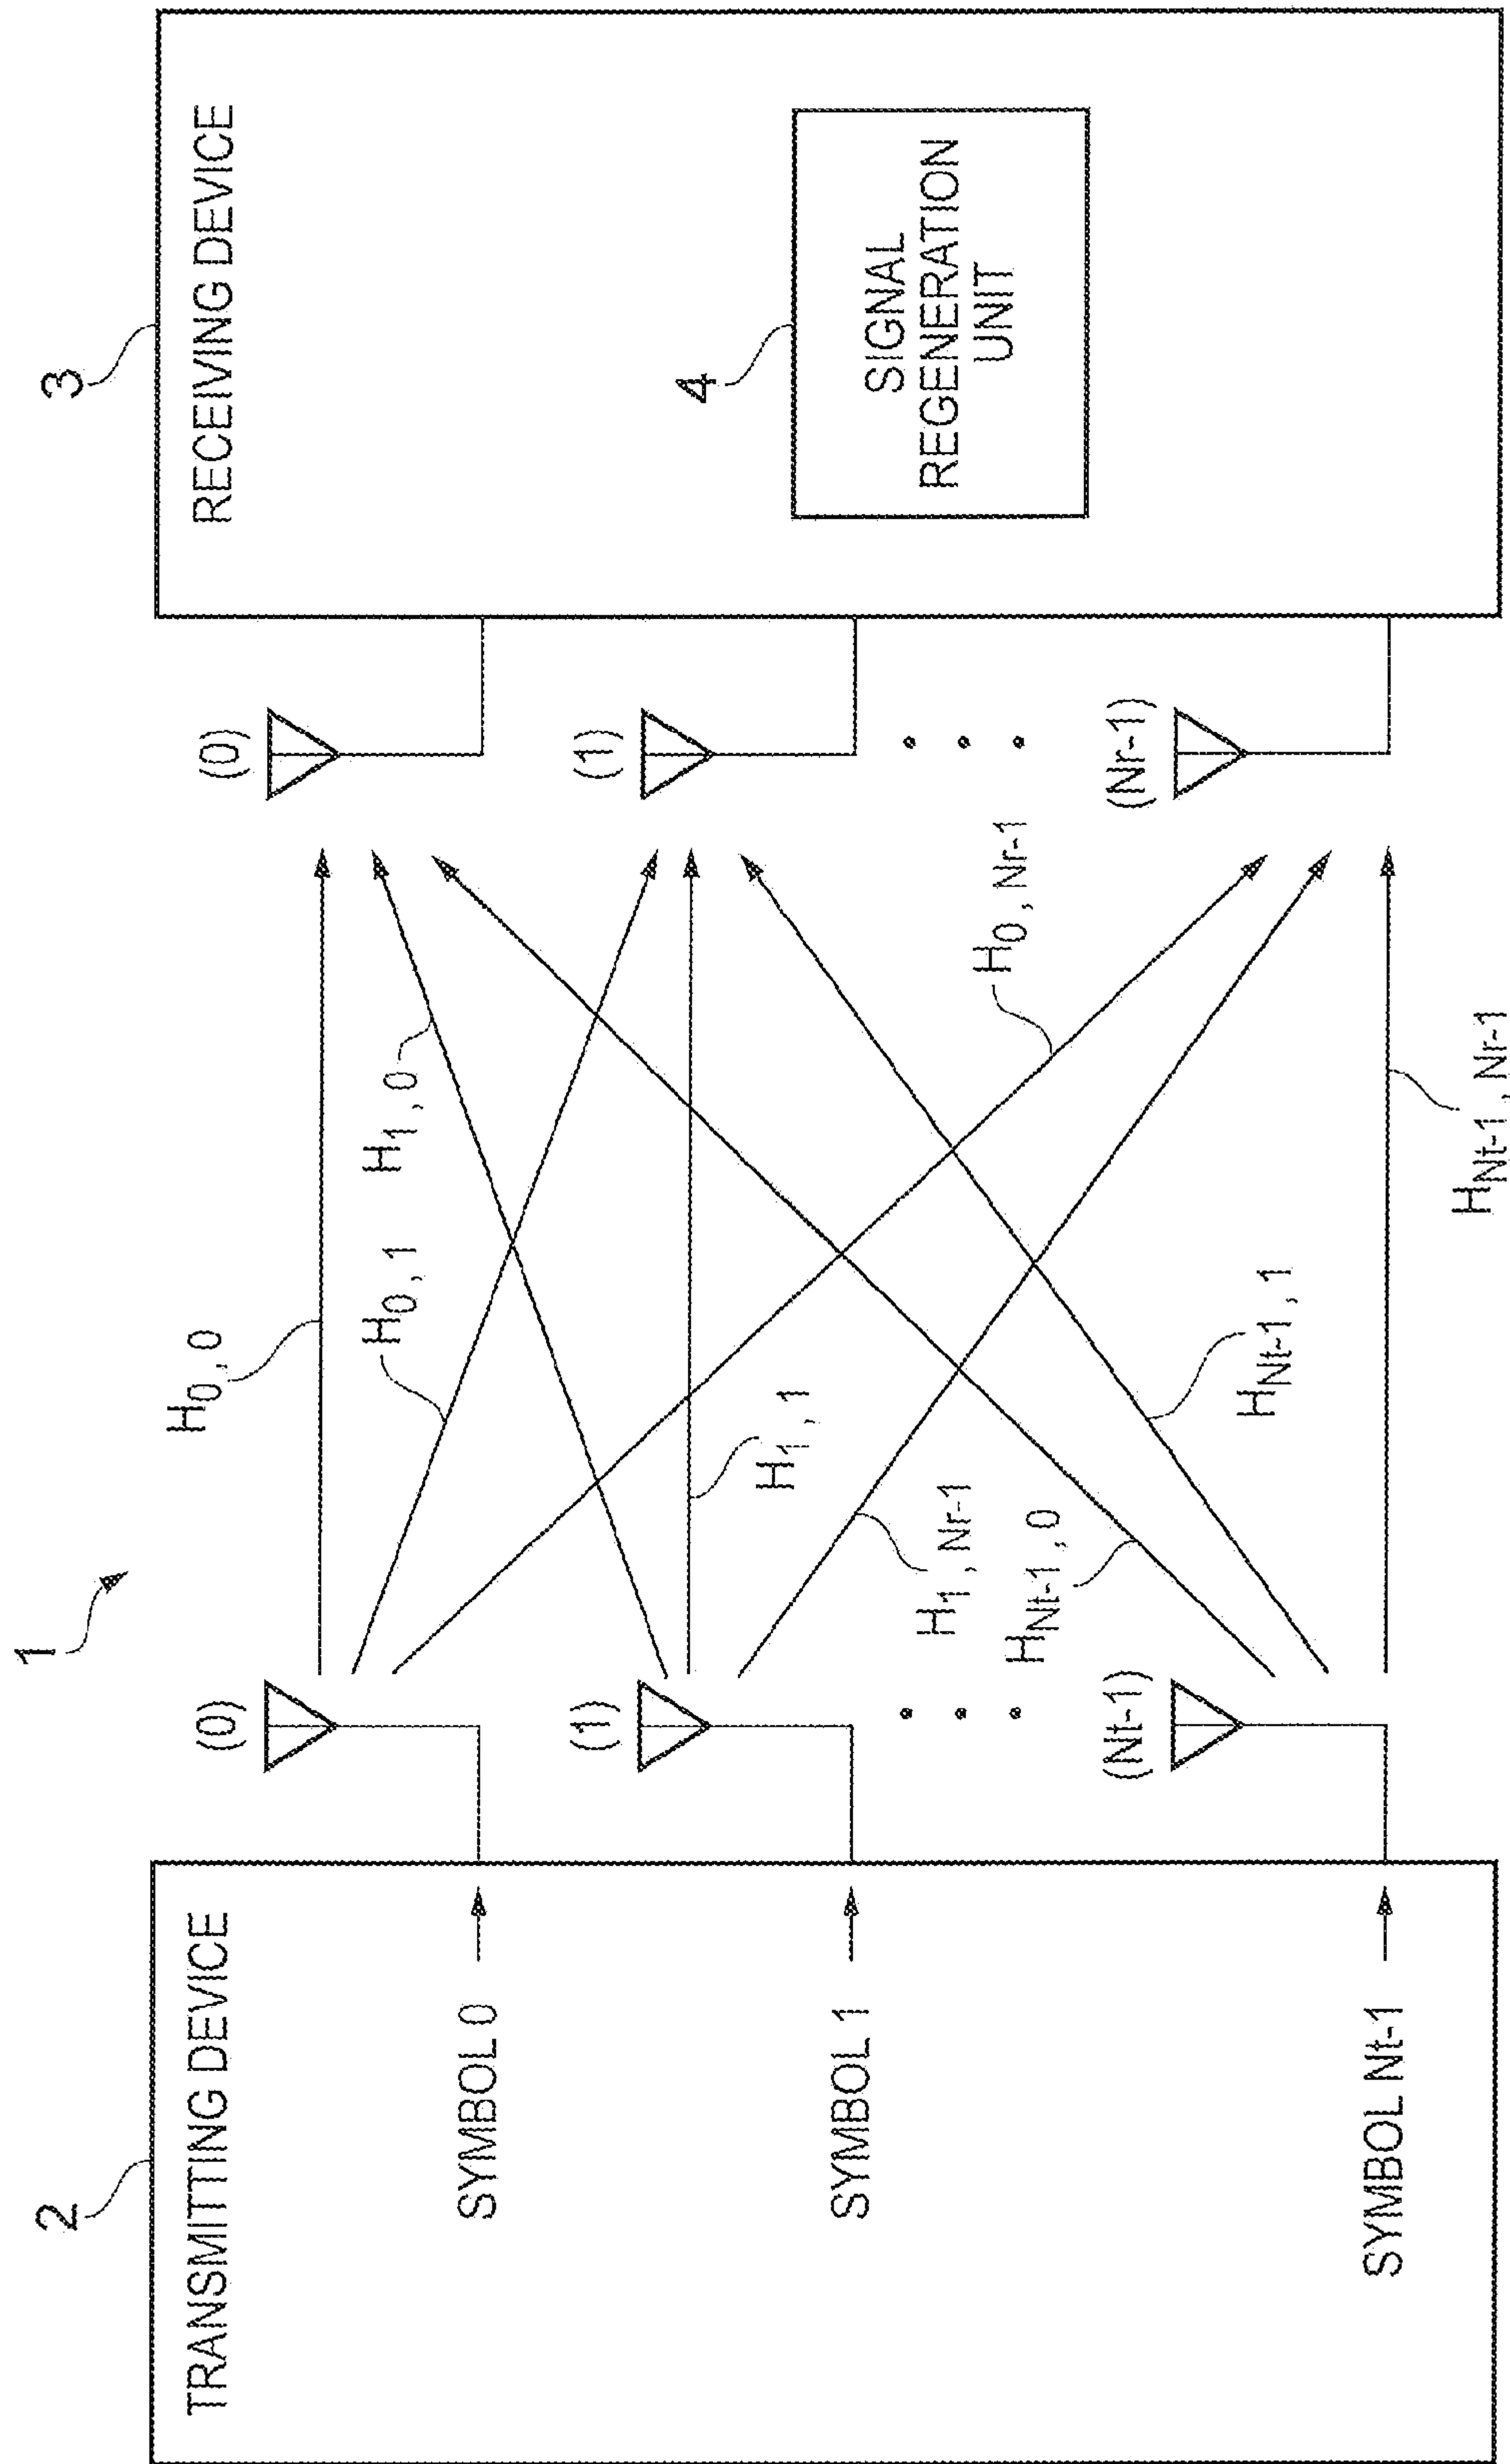 1
2
TRANSMITTING DEVICE
SYMBOL 0
SYMBOL 1
SYMBOL Nt-1
(0)
(1)
(Nt-1)
H0,0
H0,1
H1,0
H1,1
H1,Nr-1
HNt-1,0
H0,Nr-1
HNt-1,1
HNt-1,Nr-1
(0)
(1)
(Nr-1)
3
RECEIVING DEVICE
4
SIGNAL
REGENERATION
UNIT